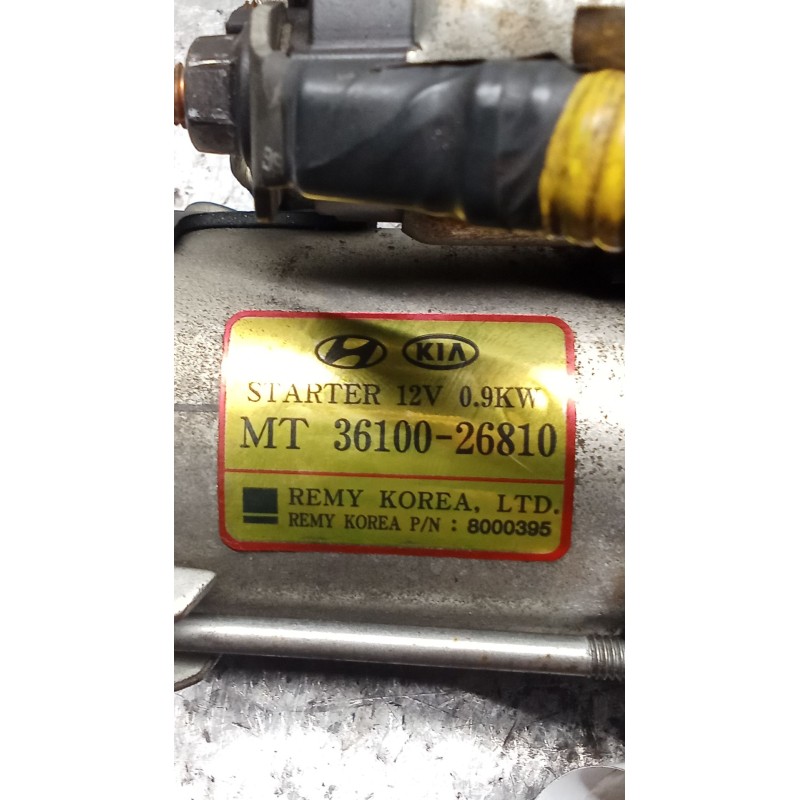 KIA
STARTER 12V 0.9KW
MT 36100-26810
REMY KOREA, LTD.
REMY KOREA P/N : 8000395